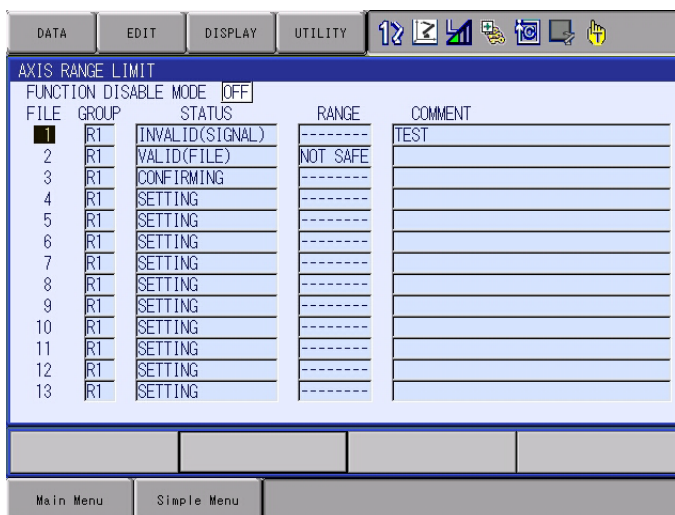 DATA EDIT DISPLAY UTILITY
AXIS RANGE LIMIT
FUNCTION DISABLE MODE OFF
FILE GROUP STATUS RANGE COMMENT
1 R1 INVALID(SIGNAL) -------- TEST
2 R1 VALID(FILE) NOT SAFE
3 R1 CONFIRMING --------
4 R1 SETTING --------
5 R1 SETTING --------
6 R1 SETTING --------
7 R1 SETTING --------
8 R1 SETTING --------
9 R1 SETTING --------
10 R1 SETTING --------
11 R1 SETTING --------
12 R1 SETTING --------
13 R1 SETTING --------
Main Menu Simple Menu